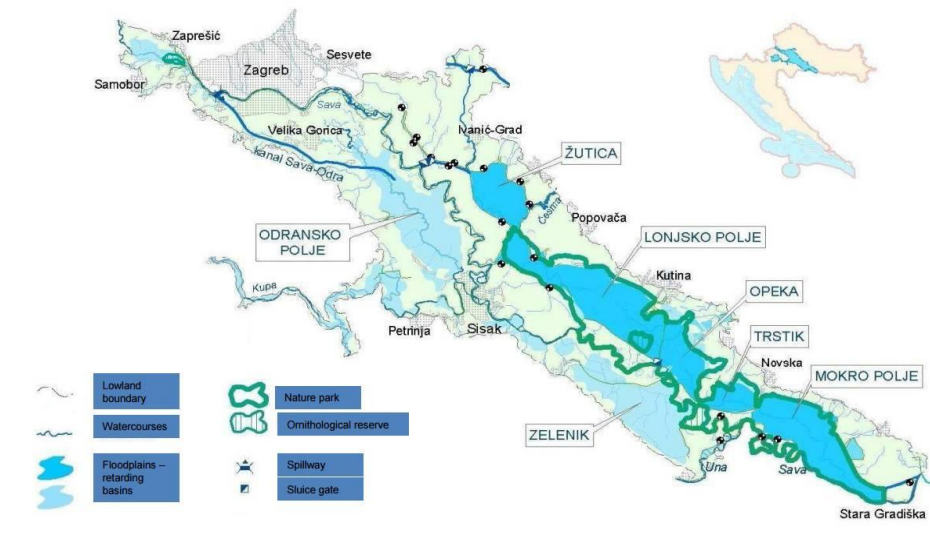 Zaprešić
Sesvete
Zagreb
Samobor
Sava
Velika Gorica
Ivanić-Grad
kanal Sava-Odra
ŽUTICA
Česma
Popovača
ODRANSKO
POLJE
LONJSKO POLJE
Kutina
Kupa
OPEKA
Petrinja
Sisak
TRSTIK
Novska
MOKRO POLJE
ZELENIK
Una
Sava
Stara Gradiška
Lowland
boundary
Watercourses
Floodplains –
retarding
basins
Nature park
Ornithological reserve
Spillway
Sluice gate